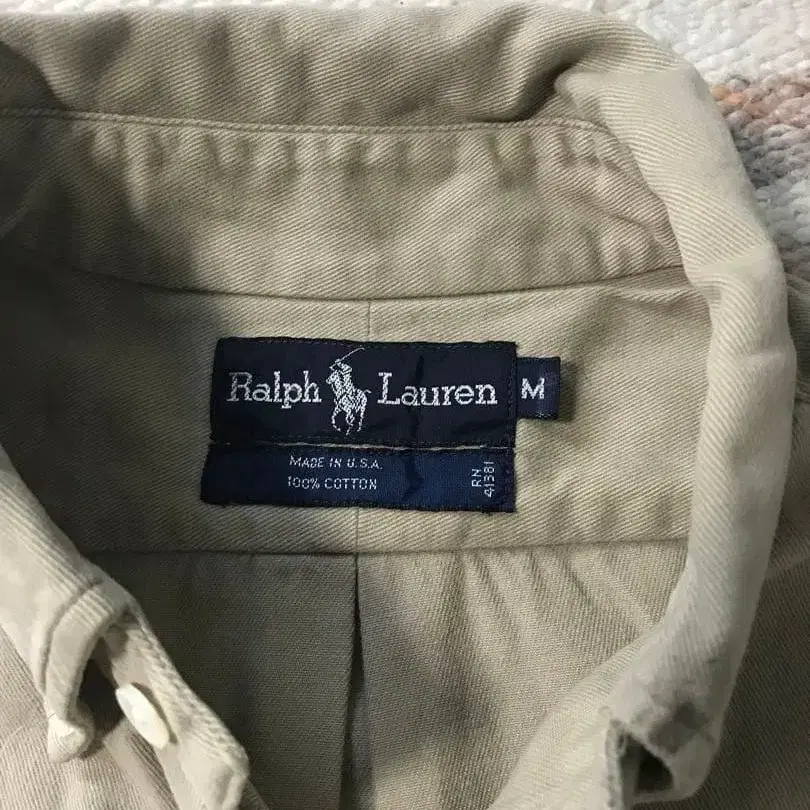 Ralph Lauren
M
MADE IN U.S.A.
100% COTTON
RN
41381